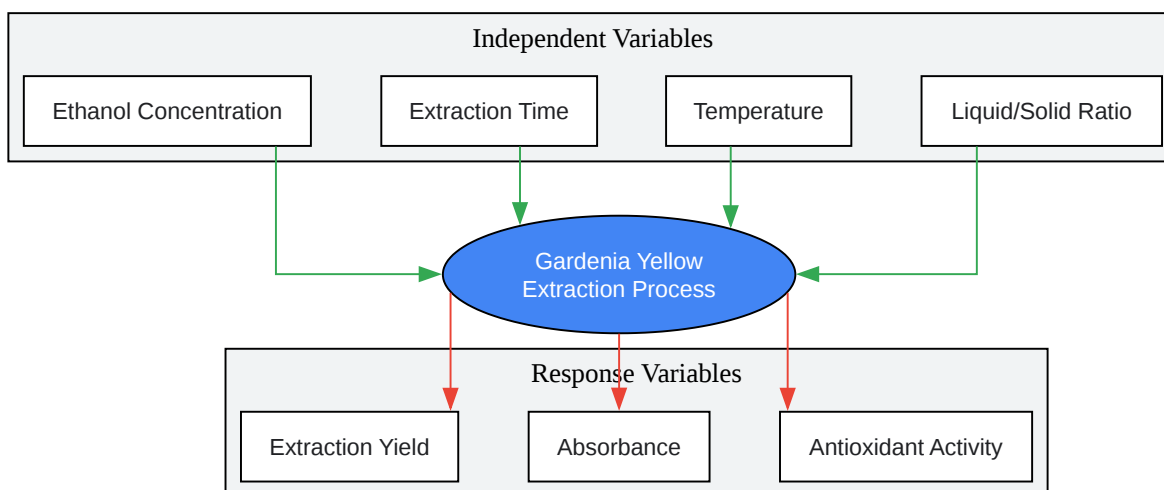 Independent Variables
Ethanol Concentration
Extraction Time
Temperature
Liquid/Solid Ratio
Gardenia Yellow
Extraction Process
Response Variables
Extraction Yield
Absorbance
Antioxidant Activity